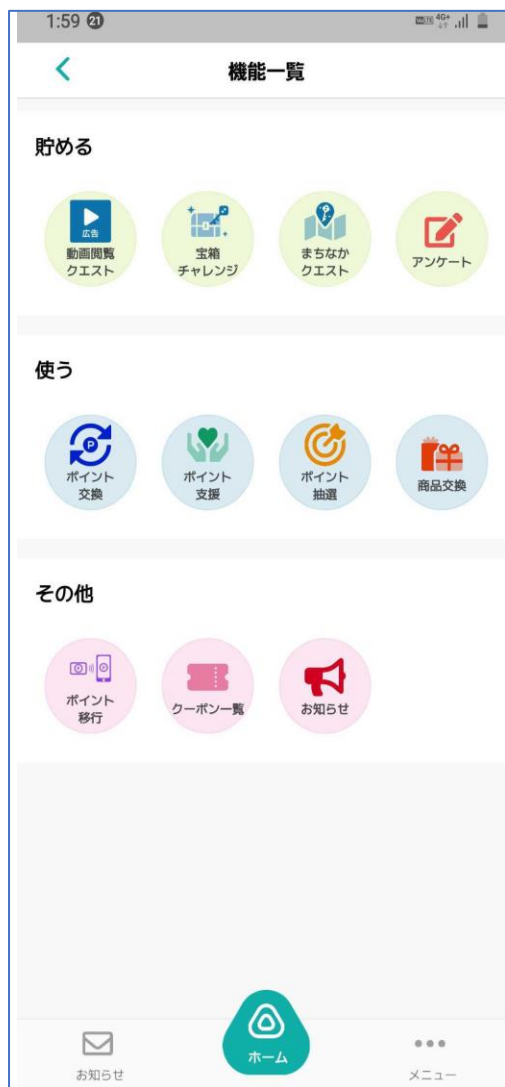 1:59 21
VoLTE 4G+
機能一覧
貯める
広告
動画閲覧
クエスト
宝箱
チャレンジ
まちなか
クエスト
アンケート
使う
P
ポイント
交換
ポイント
支援
ポイント
抽選
商品交換
その他
ポイント
移行
クーポン一覧
お知らせ
お知らせ
ホーム
メニュー